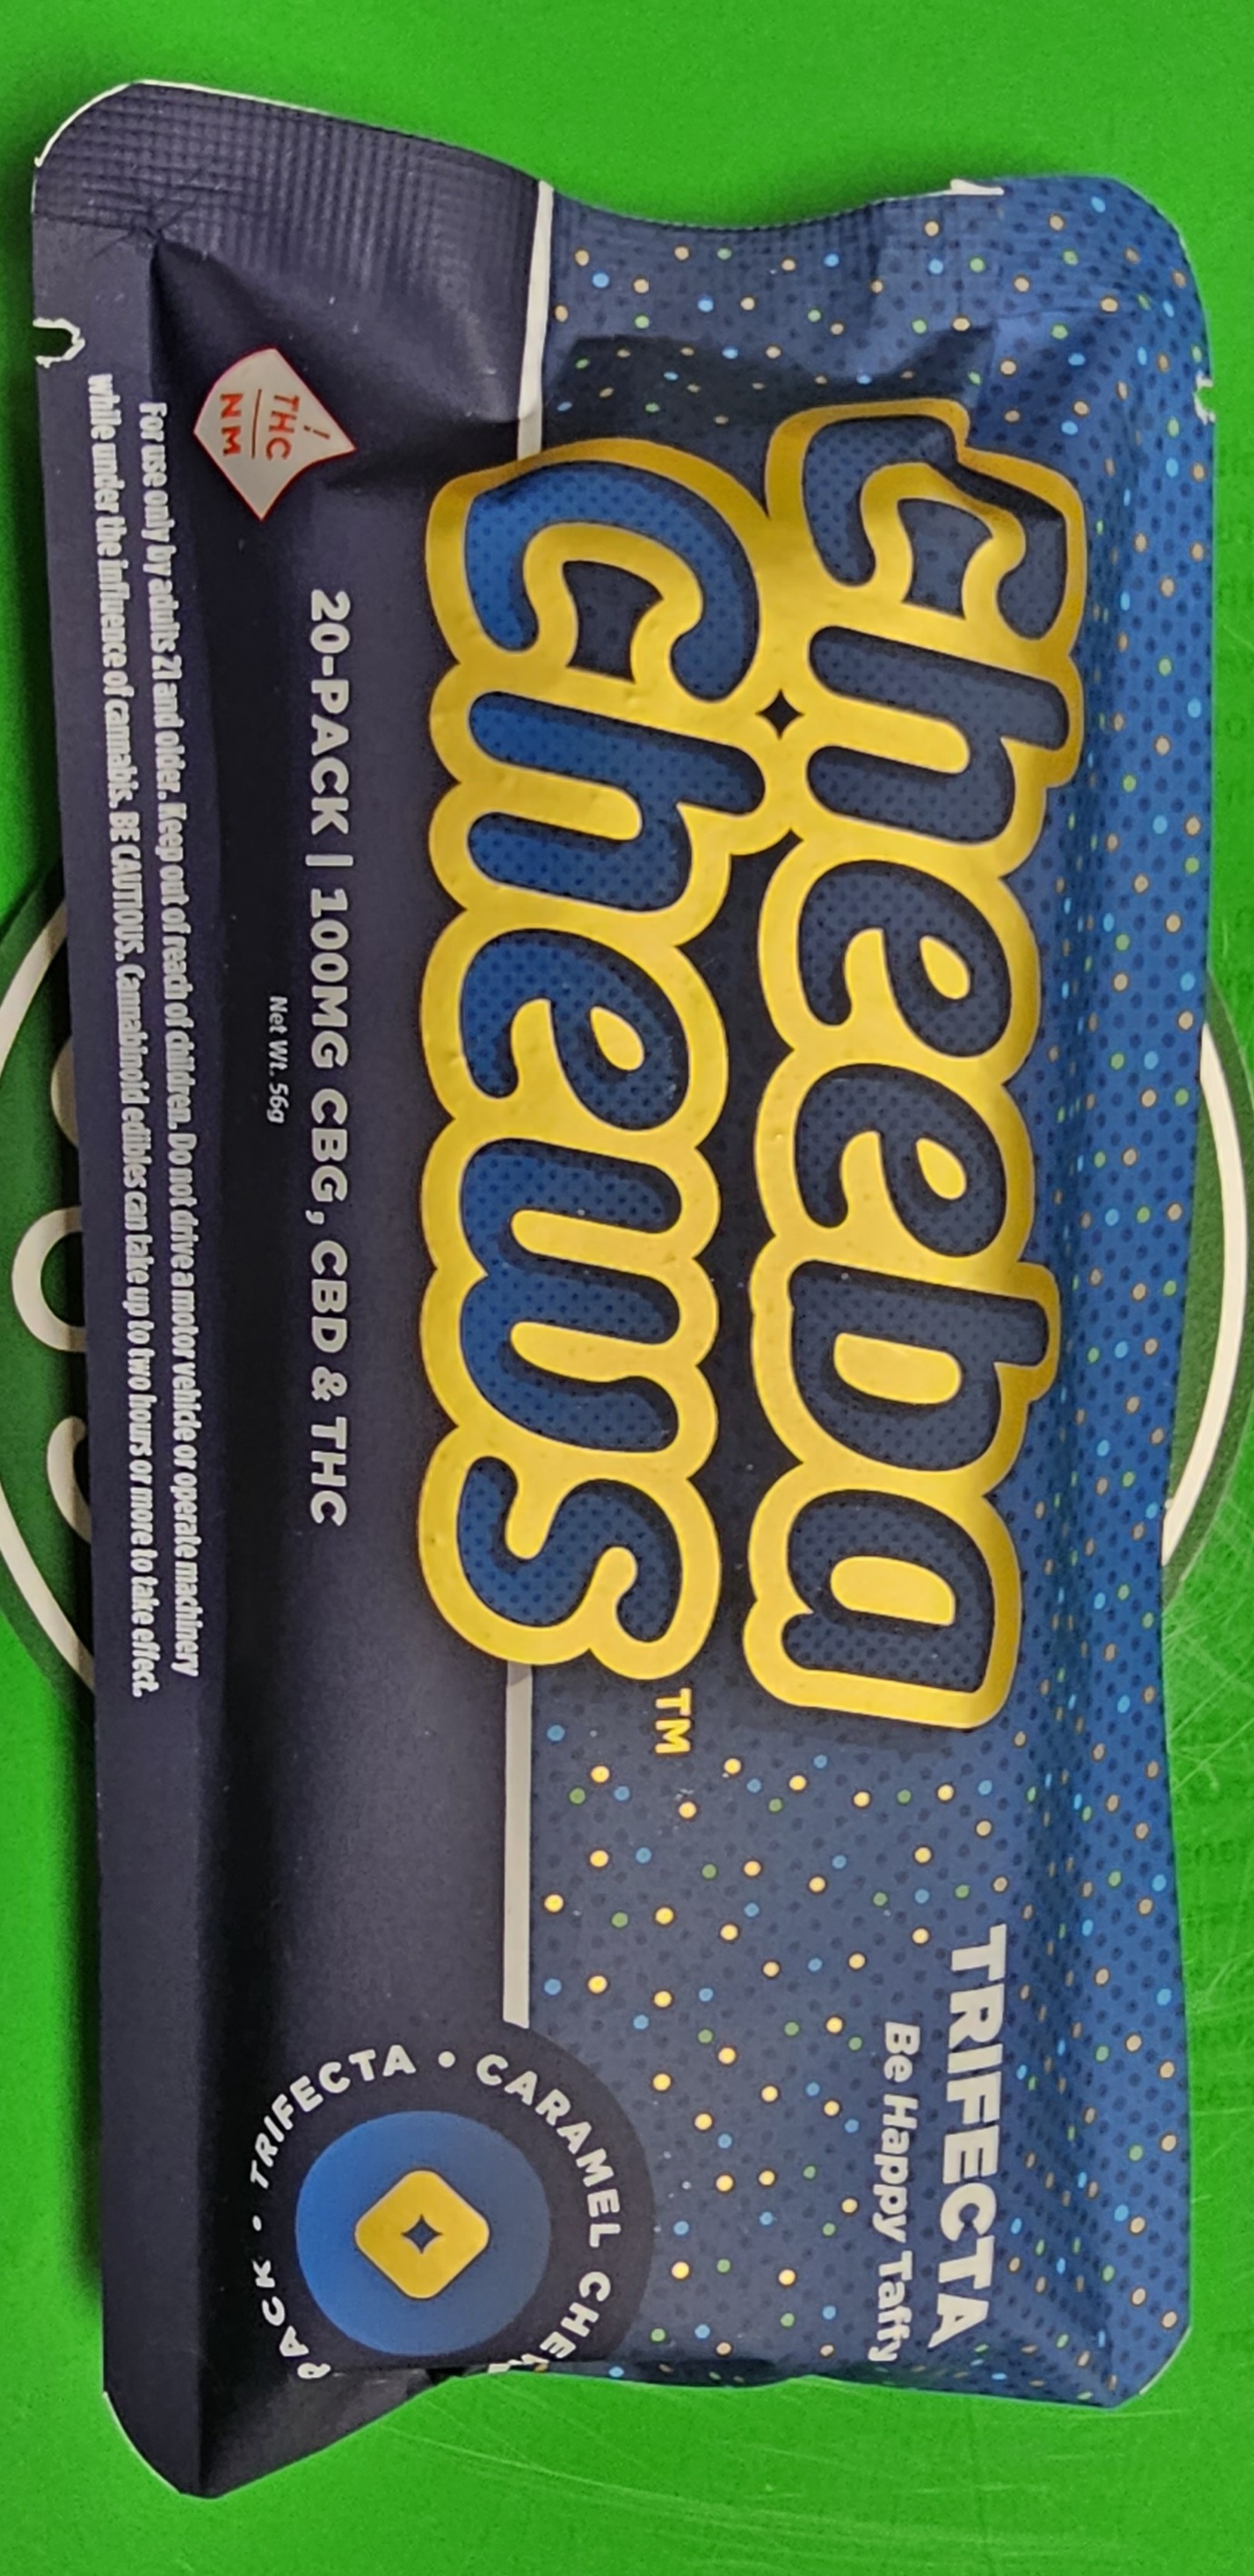 Cheeba
Chews™
TRIFECTA
Be Happy Taffy
20-PACK | 100MG CBG, CBD & THC
Net Wt. 56g
!
THC
NM
For use only by adults 21 and older. Keep out of reach of children. Do not drive a motor vehicle or operate machinery
while under the influence of cannabis. BE CAUTIOUS. Cannabinoid edibles can take up to two hours or more to take effect.
TRIFECTA • CARAMEL CHEW
PACK •